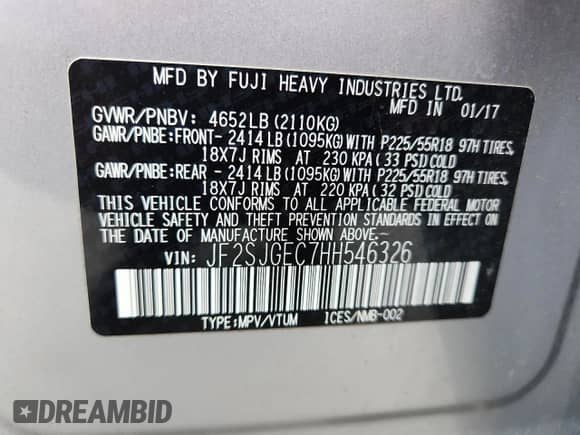 MFD BY FUJI HEAVY INDUSTRIES LTD.
MFD IN 01/17
GVWR/PNBV: 4652LB(2110KG)
GAWR/PNBE:FRONT- 2414LB(1095KG)WITH P225/55R18 97H TIRES,
18X7J RIMS AT 230 KPA(33 PSI)COLD
GAWR/PNBE:REAR - 2414LB(1095KG)WITH P225/55R18 97H TIRES,
18X7J RIMS AT 220 KPA(32 PSI)COLD
THIS VEHICLE CONFORMS TO ALL APPLICABLE FEDERAL MOTOR
VEHICLE SAFETY AND THEFT PREVENTION STANDARDS IN EFFECT ON
THE DATE OF MANUFACTURE SHOWN ABOVE.
VIN: JF2SJGEC7HH546326
TYPE:MPV/VTUM ICES/NMB-002
DREAMBID